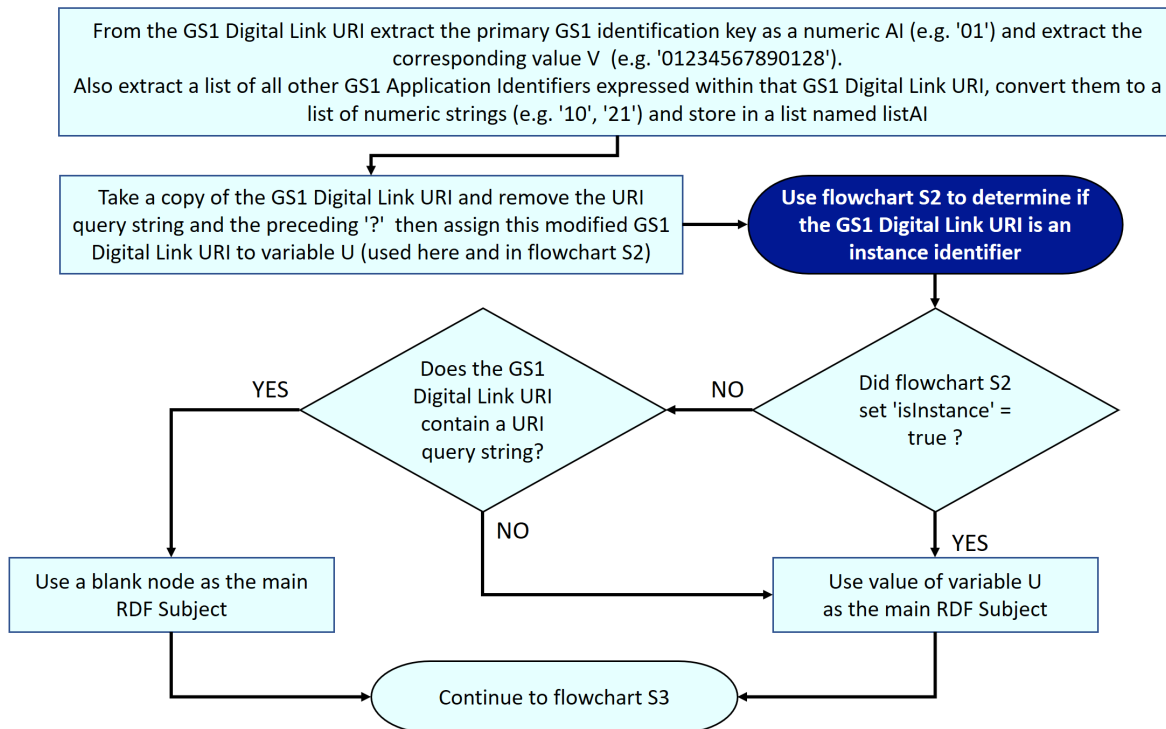 From the GS1 Digital Link URI extract the primary GS1 identification key as a numeric AI (e.g. '01') and extract the
corresponding value V  (e.g. '01234567890128').
Also extract a list of all other GS1 Application Identifiers expressed within that GS1 Digital Link URI, convert them to a
list of numeric strings (e.g. '10', '21') and store in a list named listAI
Take a copy of the GS1 Digital Link URI and remove the URI
query string and the preceding '?'  then assign this modified GS1
Digital Link URI to variable U (used here and in flowchart S2)
Use flowchart S2 to determine if
the GS1 Digital Link URI is an
instance identifier
Does the GS1
Digital Link URI
contain a URI
query string?
YES
NO
Did flowchart S2
set 'isInstance' =
true ?
NO
YES
Use a blank node as the main
RDF Subject
Use value of variable U
as the main RDF Subject
Continue to flowchart S3